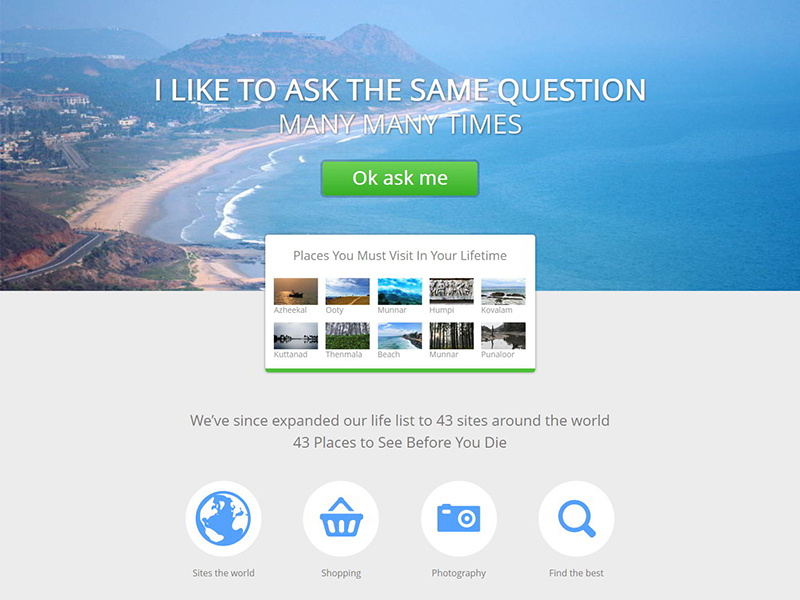 I LIKE TO ASK THE SAME QUESTION
MANY MANY TIMES
Ok ask me
Places You Must Visit In Your Lifetime
Azheekal Ooty Munnar Humpi Kovalam
Kuttanad Thenmala Beach Munnar Punaloor
We've since expanded our life list to 43 sites around the world
43 Places to See Before You Die
Sites the world Shopping Photography Find the best